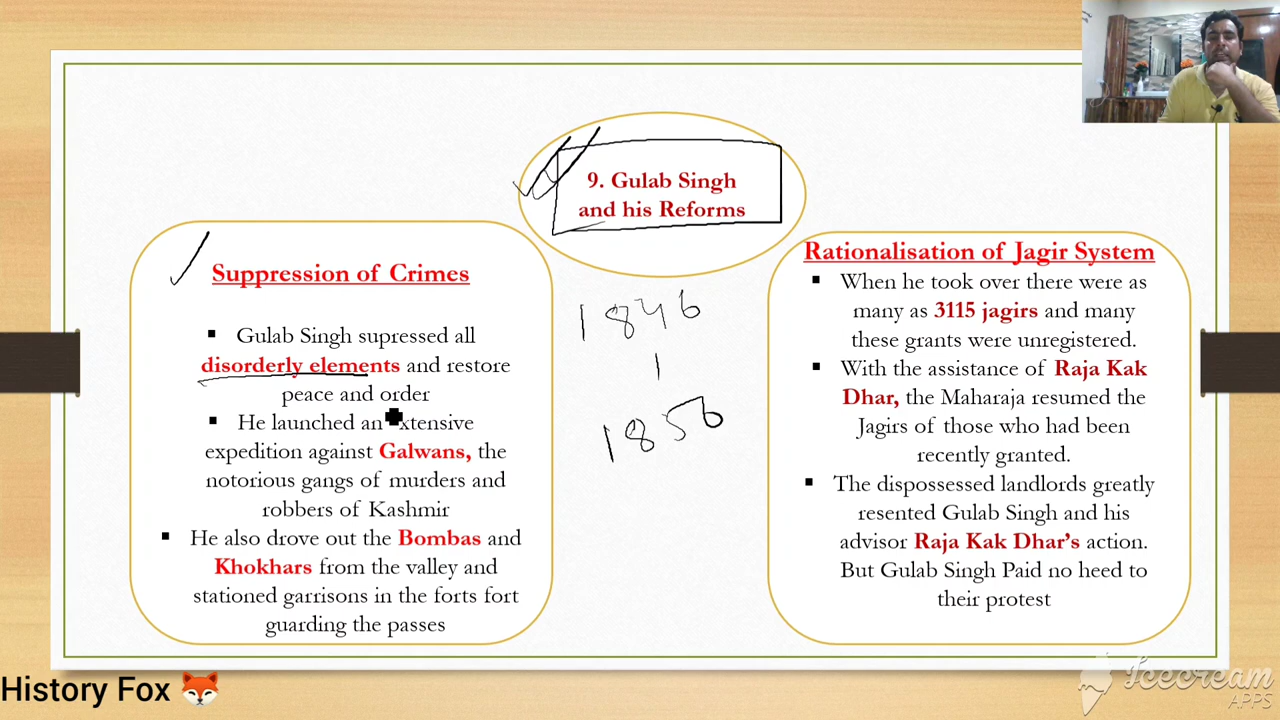 9. Gulab Singh
and his Reforms
Suppression of Crimes
▪ Gulab Singh supressed all
disorderly elements and restore
peace and order
▪ He launched an extensive
expedition against Galwans, the
notorious gangs of murders and
robbers of Kashmir
▪ He also drove out the Bombas and
Khokhars from the valley and
stationed garrisons in the forts fort
guarding the passes
1846
1
1856
Rationalisation of Jagir System
▪ When he took over there were as
many as 3115 jagirs and many
these grants were unregistered.
▪ With the assistance of Raja Kak
Dhar, the Maharaja resumed the
Jagirs of those who had been
recently granted.
▪ The dispossessed landlords greatly
resented Gulab Singh and his
advisor Raja Kak Dhar's action.
But Gulab Singh Paid no heed to
their protest
History Fox 🦊
Icecream
APPS